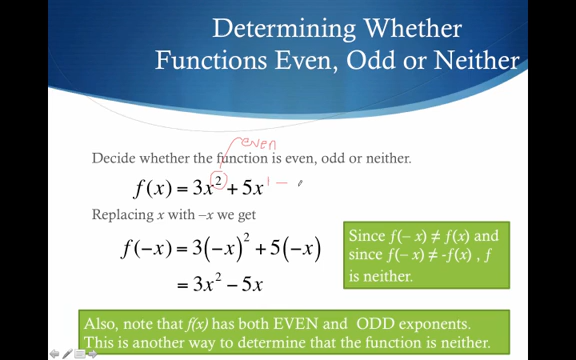 Determining Whether
Functions Even, Odd or Neither
even
Decide whether the function is even, odd or neither.
f(x) = 3x² + 5x¹ –
Replacing x with –x we get
f(–x) = 3(–x)² + 5(–x)
= 3x² – 5x
Since f(– x) ≠ f(x) and
since f(– x) ≠ -f(x) , f
is neither.
Also, note that f(x) has both EVEN and ODD exponents.
This is another way to determine that the function is neither.